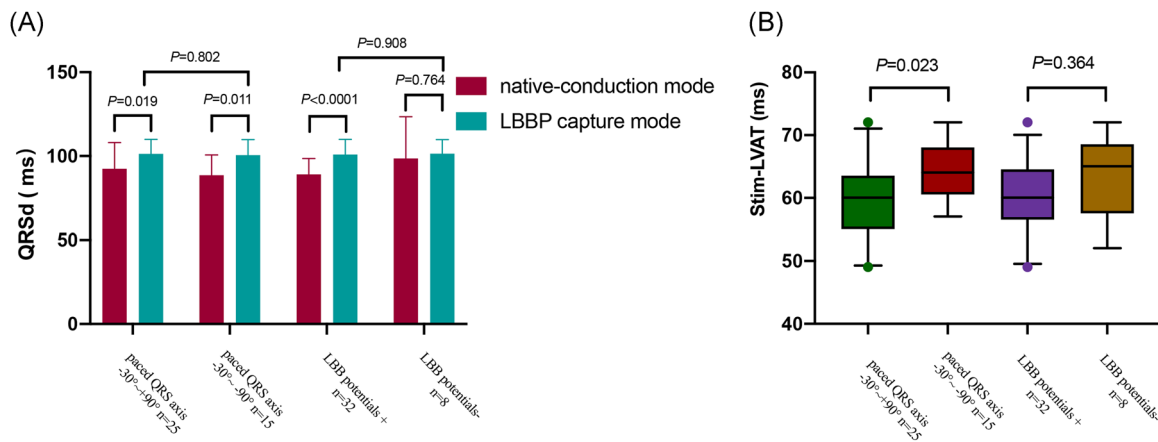 (A)
P=0.908
P=0.802
150
P=0.764
P=0.019
P=0.011
P<0.0001
native-conduction mode
LBBP capture mode
100
50
0
QRSd ( ms)
paced QRS axis
-30°~+90° n=25
paced QRS axis
-30°~-90° n=15
LBB potentials +
n=32
LBB potentials-
n=8
(B)
80
P=0.023
P=0.364
70
60
50
40
Stim-LVAT (ms)
paced QRS axis
-30°~+90° n=25
paced QRS axis
-30°~-90° n=15
LBB potentials +
n=32
LBB potentials-
n=8